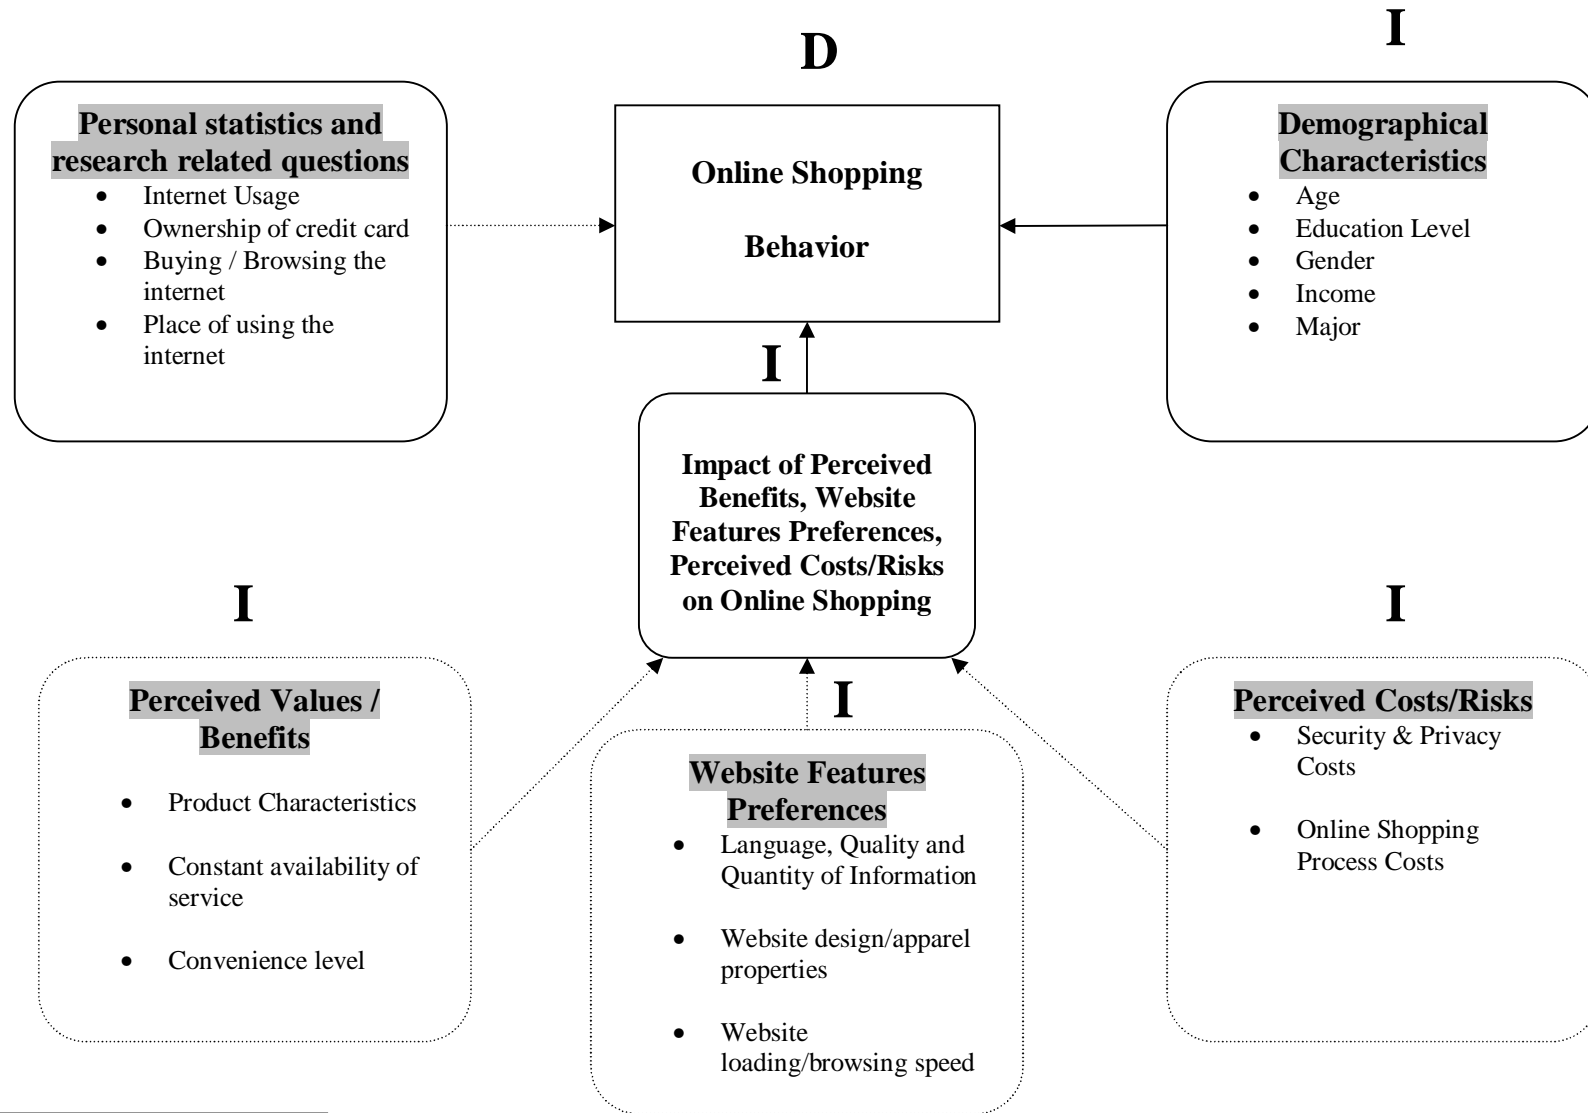 I
D
Personal statistics and
research related questions
• Internet Usage
• Ownership of credit card
• Buying / Browsing the
internet
• Place of using the
internet
Online Shopping
Behavior
Demographical
Characteristics
• Age
• Education Level
• Gender
• Income
• Major
I
Impact of Perceived
Benefits, Website
Features Preferences,
Perceived Costs/Risks
on Online Shopping
I
I
Perceived Values /
Benefits
• Product Characteristics
• Constant availability of
service
• Convenience level
I
Website Features
Preferences
• Language, Quality and
Quantity of Information
• Website design/apparel
properties
• Website
loading/browsing speed
Perceived Costs/Risks
• Security & Privacy
Costs
• Online Shopping
Process Costs